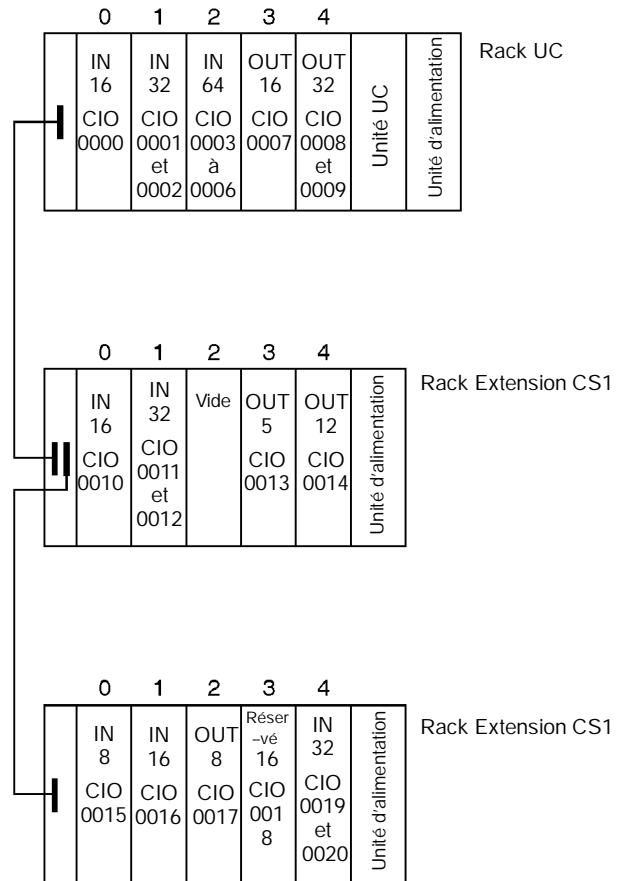 0 1 2 3 4
Rack UC
IN
16
CIO
0000
IN
32
CIO
0001
et
0002
IN
64
CIO
0003
à
0006
OUT
16
CIO
0007
OUT
32
CIO
0008
et
0009
Unité UC
Unité d'alimentation
0 1 2 3 4
Rack Extension CS1
IN
16
CIO
0010
IN
32
CIO
0011
et
0012
Vide
OUT
5
CIO
0013
OUT
12
CIO
0014
Unité d'alimentation
0 1 2 3 4
Rack Extension CS1
IN
8
CIO
0015
IN
16
CIO
0016
OUT
8
CIO
0017
Réser
–vé
16
CIO
001
8
IN
32
CIO
0019
et
0020
Unité d'alimentation